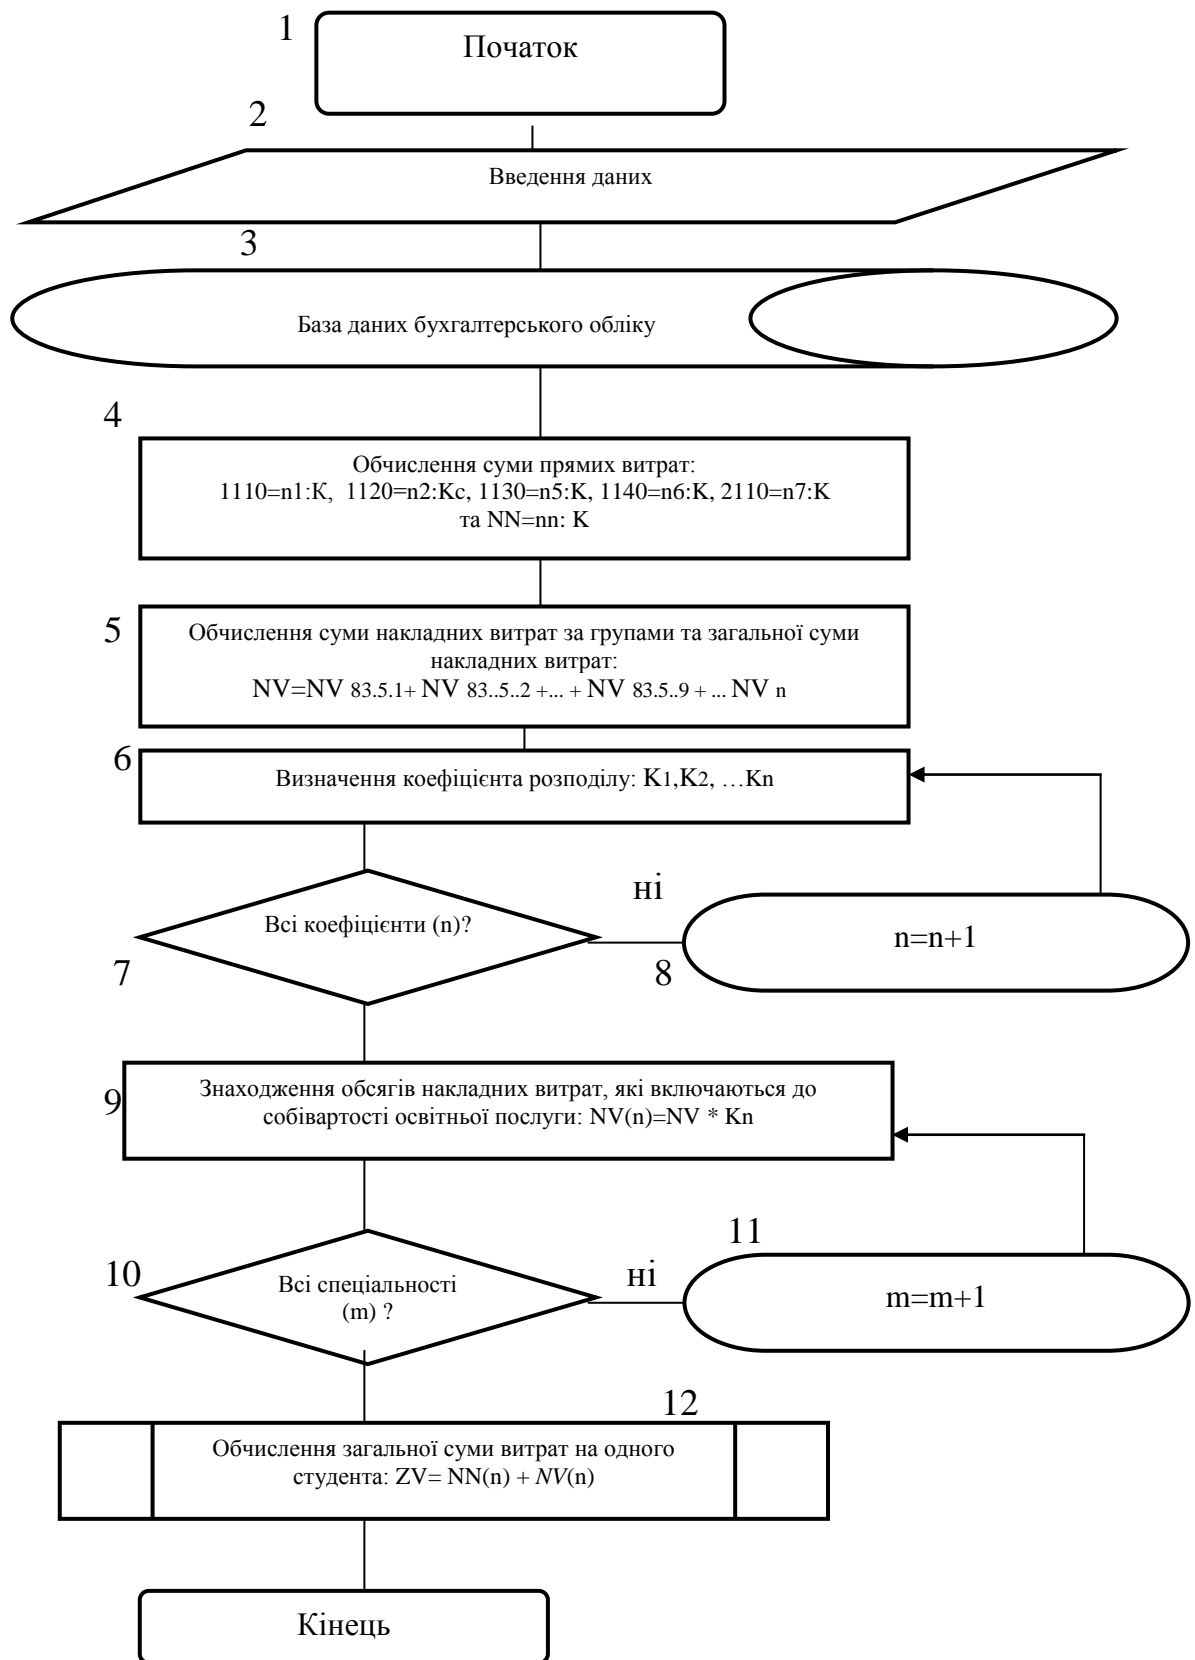 1
Початок
2
Введення даних
3
База даних бухгалтерського обліку
4
Обчислення суми прямих витрат:
1110=n1:К, 1120=n2:Kc, 1130=n5:K, 1140=n6:K, 2110=n7:K
та NN=nn: K
5
Обчислення суми накладних витрат за групами та загальної суми
накладних витрат:
NV=NV 83.5.1+ NV 83..5..2 +... + NV 83.5..9 + ... NV n
6
Визначення коефіцієнта розподілу: K1,K2, …Kn
Всі коефіцієнти (n)?
ні
7
8
n=n+1
9
Знаходження обсягів накладних витрат, які включаються до
собівартості освітньої послуги: NV(n)=NV * Kn
10
Всі спеціальності
(m) ?
ні
11
m=m+1
12
Обчислення загальної суми витрат на одного
студента: ZV= NN(n) + NV(n)
Кінець